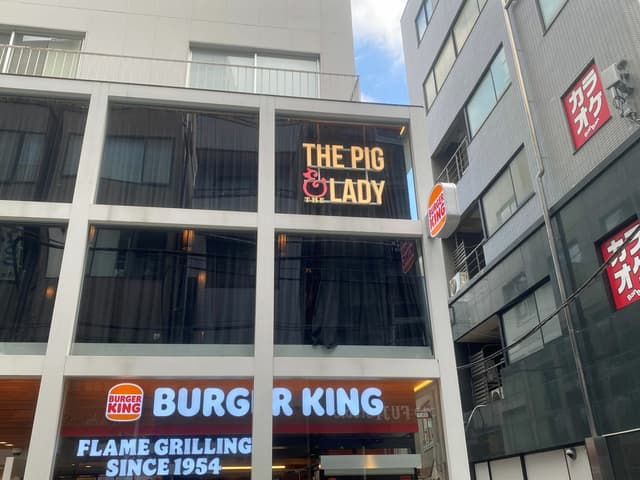 THE PIG
& THE LADY
BURGER KING
BURGER KING
BURGER KING
FLAME GRILLING
SINCE 1954
カラオケ
カラオケ